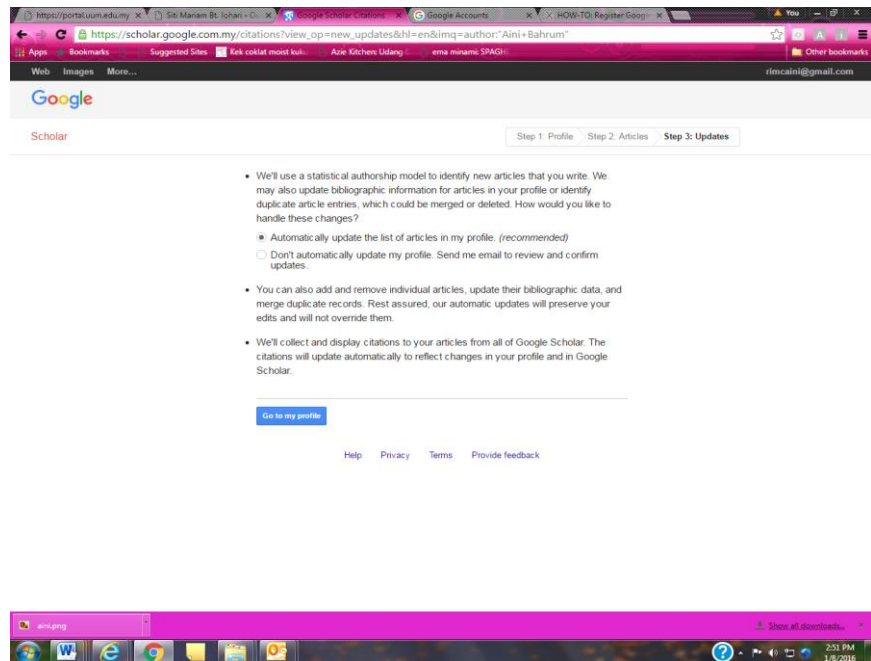 https://portal.uum.edu.my
Siti Mariam Bt. Johari - 
Google Scholar Citations
Google Accounts
HOW-TO: Register Goog
You
https://scholar.google.com.my/citations?view_op=new_updates&hl=en&imq=author:"Aini+Bahrum"
Apps
Bookmarks
Suggested Sites
Kek coklat moist kuk
Azie Kitchen: Udang
ema minami: SPAGH
Other bookmarks
Web Images More...
rimcaini@gmail.com
Google
Scholar
Step 1: Profile
Step 2: Articles
Step 3: Updates
We'll use a statistical authorship model to identify new articles that you write. We
may also update bibliographic information for articles in your profile or identify
duplicate article entries, which could be merged or deleted. How would you like to
handle these changes?
Automatically update the list of articles in my profile. (recommended)
Don't automatically update my profile. Send me email to review and confirm
updates.
You can also add and remove individual articles, update their bibliographic data, and
merge duplicate records. Rest assured, our automatic updates will preserve your
edits and will not override them.
We'll collect and display citations to your articles from all of Google Scholar. The
citations will update automatically to reflect changes in your profile and in Google
Scholar.
Go to my profile
Help Privacy Terms Provide feedback
aini.png
Show all downloads...
2:51 PM
1/8/2016